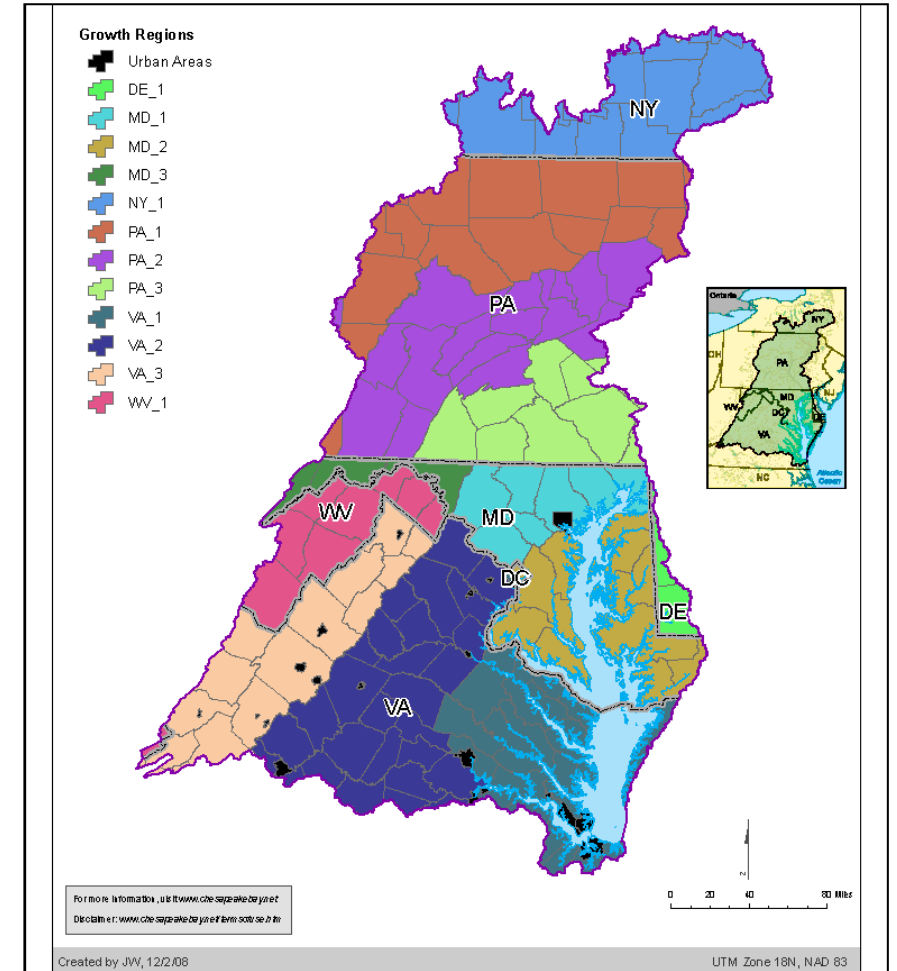 Growth Regions
Urban Areas
DE_1
MD_1
MD_2
MD_3
NY_1
PA_1
PA_2
PA_3
VA_1
VA_2
VA_3
WV_1
NY
PA
WV
MD
DC
DE
VA
Ontario
NY
PA
OH
NJ
MD
WV
DC
DE
VA
NC
Atlantic
Ocean
0 20 40 80 Miles
For more information, visit www.chesapeakebay.net
Disclaimer: www.chesapeakebay.net/termsofuse.htm
Created by JW, 12/2/08
UTM Zone 18N, NAD 83